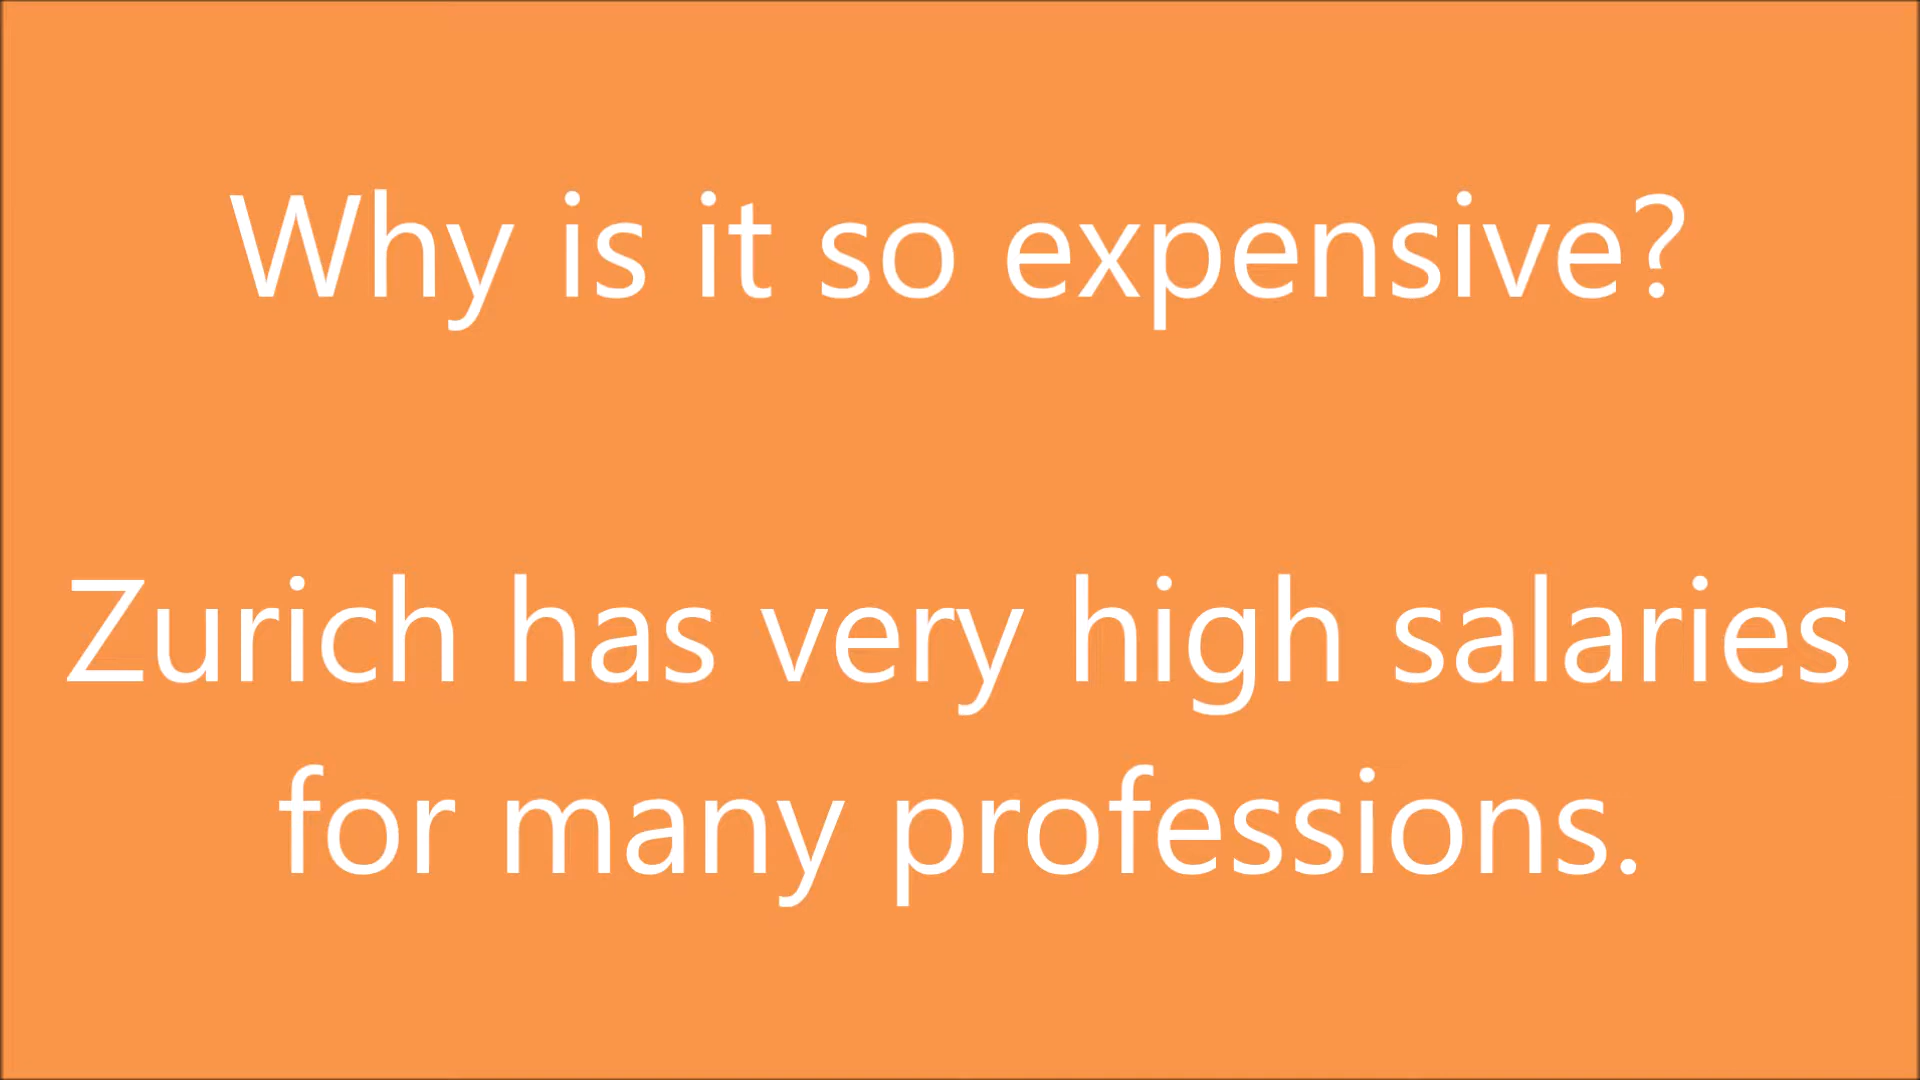 Why is it so expensive?
Zurich has very high salaries
for many professions.